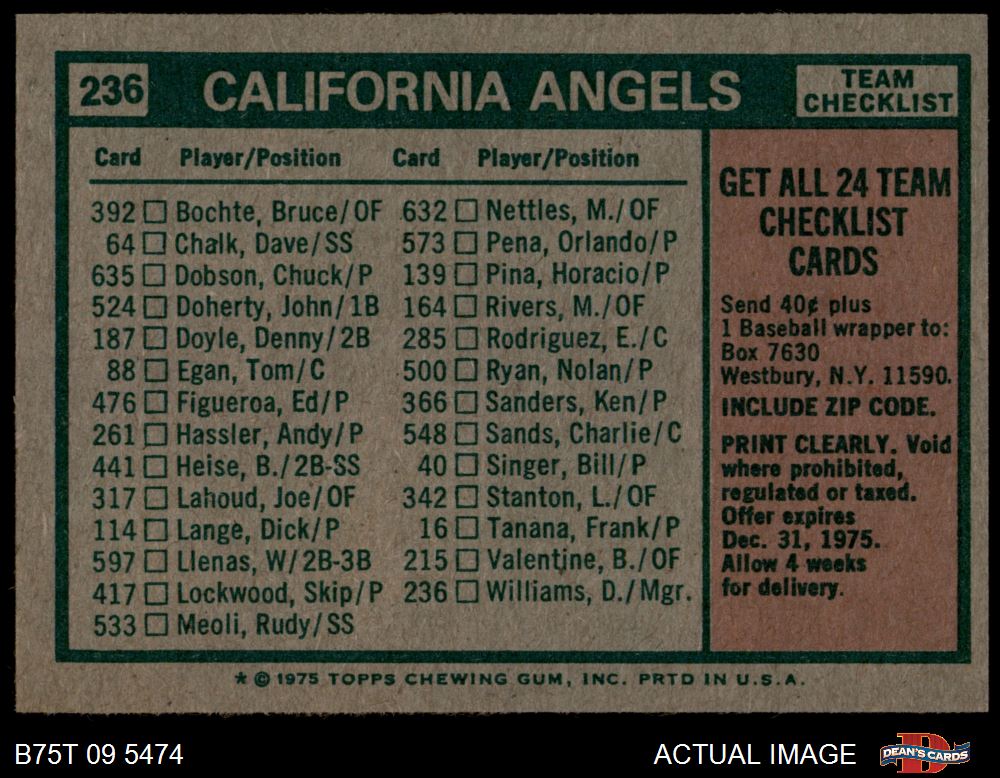 236
CALIFORNIA ANGELS
TEAM
CHECKLIST
Card Player/Position Card Player/Position
392 Bochte, Bruce/OF 632 Nettles, M./OF
64 Chalk, Dave/SS 573 Pena, Orlando/P
635 Dobson, Chuck/P 139 Pina, Horacio/P
524 Doherty, John/1B 164 Rivers, M./OF
187 Doyle, Denny/2B 285 Rodriguez, E./C
88 Egan, Tom/C 500 Ryan, Nolan/P
476 Figueroa, Ed/P 366 Sanders, Ken/P
261 Hassler, Andy/P 548 Sands, Charlie/C
441 Heise, B./2B-SS 40 Singer, Bill/P
317 Lahoud, Joe/OF 342 Stanton, L./OF
114 Lange, Dick/P 16 Tanana, Frank/P
597 Llenas, W/2B-3B 215 Valentine, B./OF
417 Lockwood, Skip/P 236 Williams, D./Mgr.
533 Meoli, Rudy/SS
GET ALL 24 TEAM
CHECKLIST
CARDS
Send 40¢ plus
1 Baseball wrapper to:
Box 7630
Westbury, N.Y. 11590.
INCLUDE ZIP CODE.
PRINT CLEARLY. Void
where prohibited,
regulated or taxed.
Offer expires
Dec. 31, 1975.
Allow 4 weeks
for delivery.
* © 1975 TOPPS CHEWING GUM, INC. PRTD IN U.S.A.
B75T 09 5474
ACTUAL IMAGE
DEAN'S CARDS